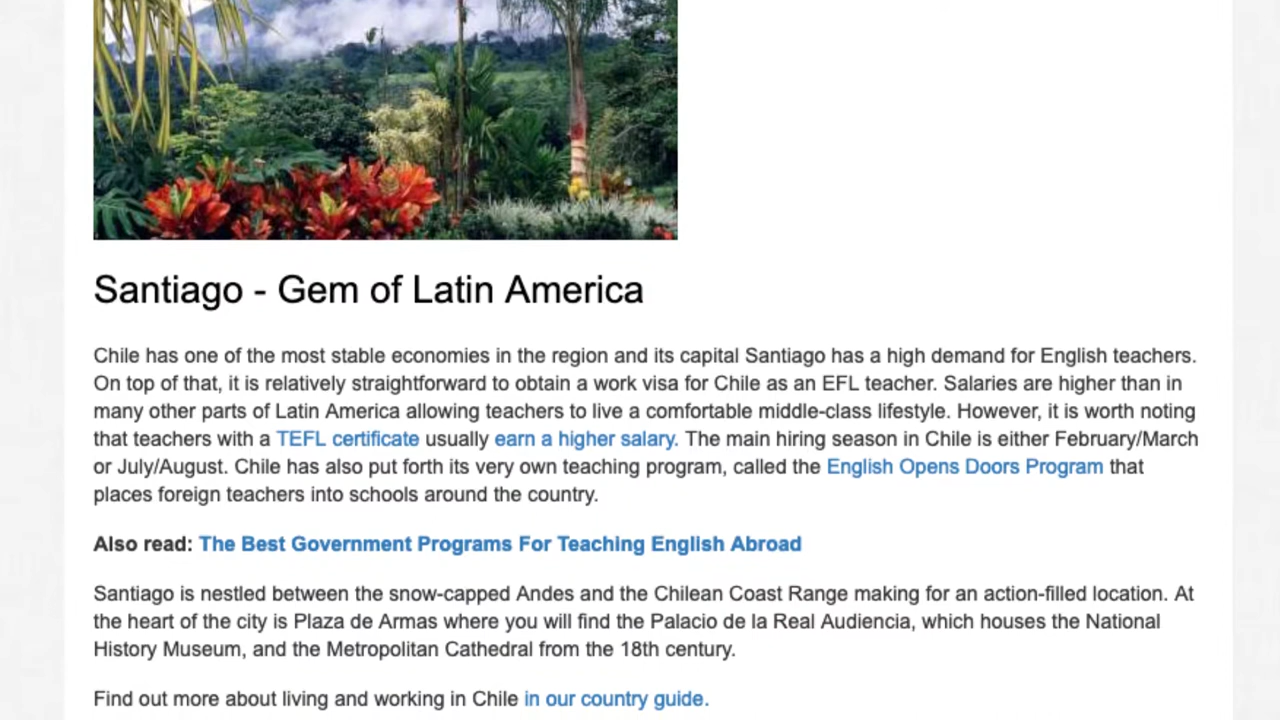 Santiago - Gem of Latin America
Chile has one of the most stable economies in the region and its capital Santiago has a high demand for English teachers.
On top of that, it is relatively straightforward to obtain a work visa for Chile as an EFL teacher. Salaries are higher than in
many other parts of Latin America allowing teachers to live a comfortable middle-class lifestyle. However, it is worth noting
that teachers with a TEFL certificate usually earn a higher salary. The main hiring season in Chile is either February/March
or July/August. Chile has also put forth its very own teaching program, called the English Opens Doors Program that
places foreign teachers into schools around the country.
Also read: The Best Government Programs For Teaching English Abroad
Santiago is nestled between the snow-capped Andes and the Chilean Coast Range making for an action-filled location. At
the heart of the city is Plaza de Armas where you will find the Palacio de la Real Audiencia, which houses the National
History Museum, and the Metropolitan Cathedral from the 18th century.
Find out more about living and working in Chile in our country guide.